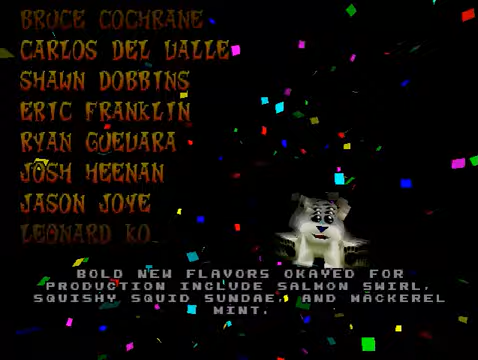 BRUCE COCHRANE
CARLOS DEL VALLE
SHAWN DOBBINS
ERIC FRANKLIN
RYAN GUEVARA
JOSH HEENAN
JASON JOYE
LEONARD KO
BOLD NEW FLAVORS OKAYED FOR
PRODUCTION INCLUDE SALMON SWIRL,
SQUISHY SQUID SUNDAE, AND MACKEREL
MINT.